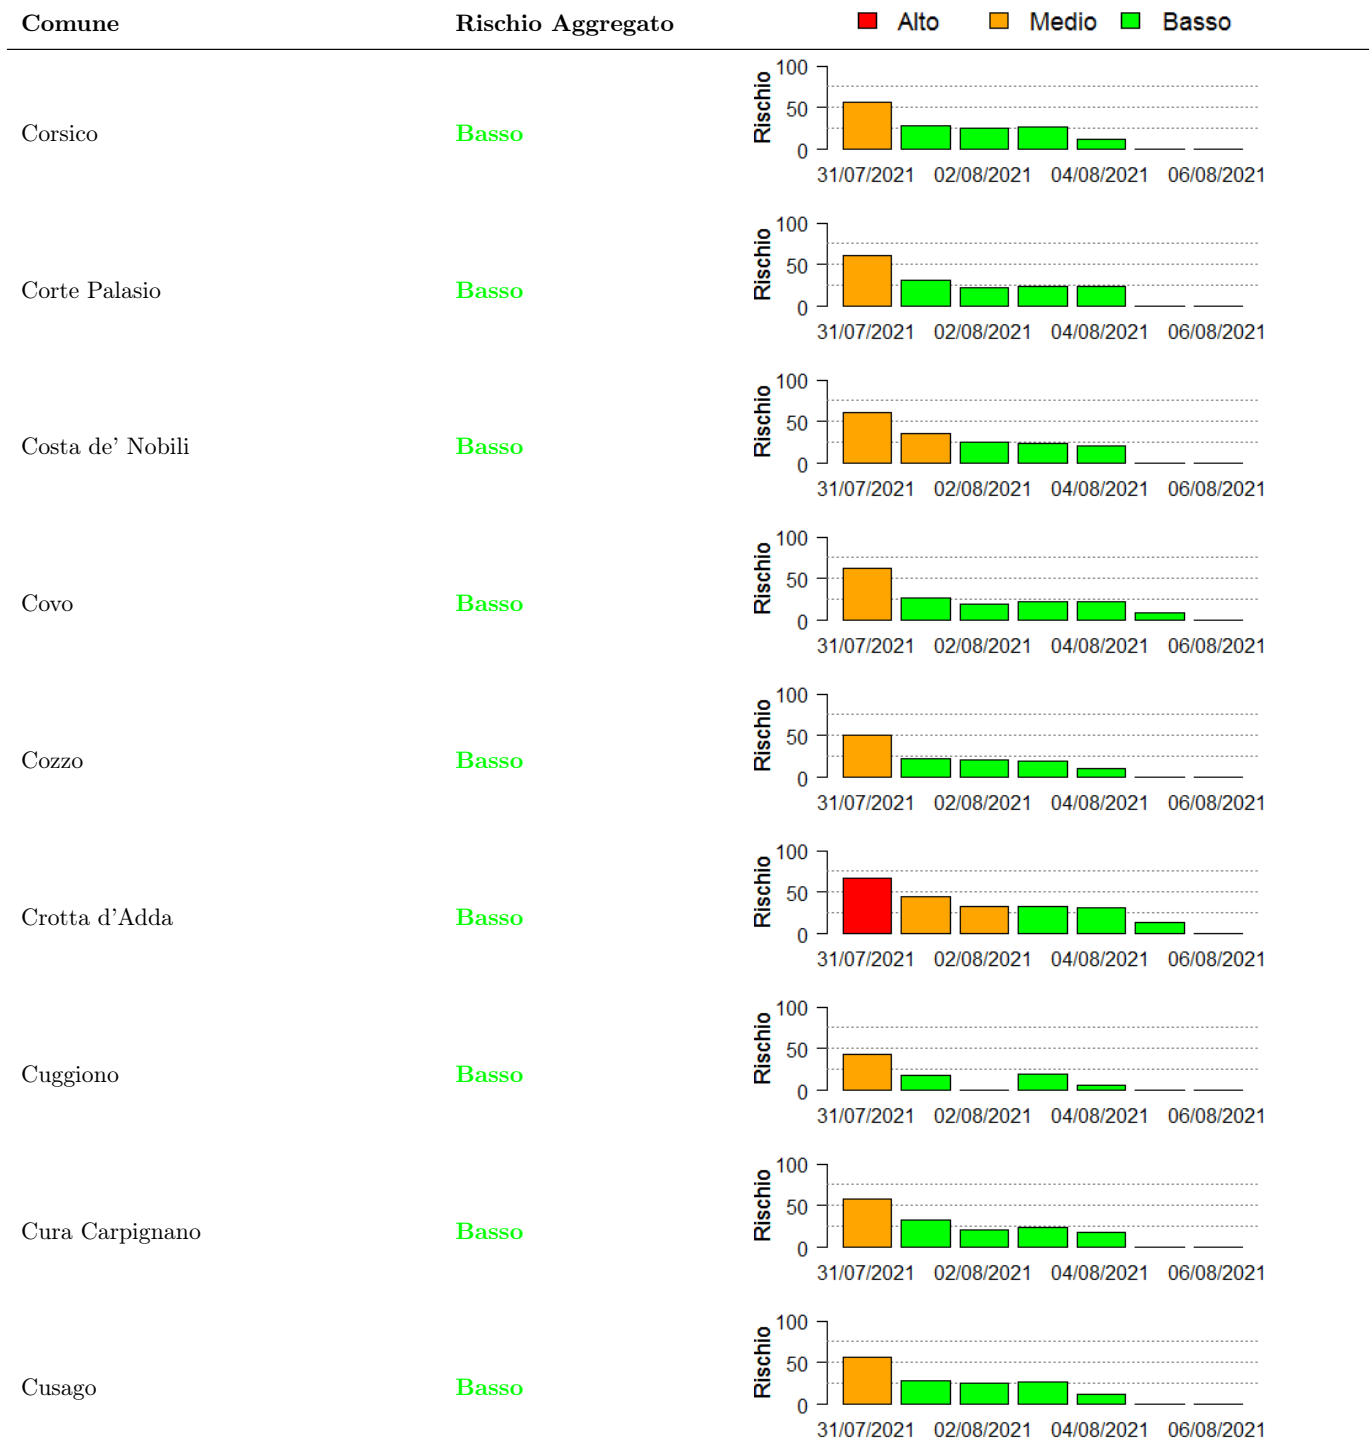 Comune Rischio Aggregato Alto Medio Basso
100
50
0
Rischio
Corsico Basso
31/07/2021 02/08/2021 04/08/2021 06/08/2021
100
50
0
Rischio
Corte Palasio Basso
31/07/2021 02/08/2021 04/08/2021 06/08/2021
100
50
0
Rischio
Costa de' Nobili Basso
31/07/2021 02/08/2021 04/08/2021 06/08/2021
100
50
0
Rischio
Covo Basso
31/07/2021 02/08/2021 04/08/2021 06/08/2021
100
50
0
Rischio
Cozzo Basso
31/07/2021 02/08/2021 04/08/2021 06/08/2021
100
50
0
Rischio
Crotta d'Adda Basso
31/07/2021 02/08/2021 04/08/2021 06/08/2021
100
50
0
Rischio
Cuggiono Basso
31/07/2021 02/08/2021 04/08/2021 06/08/2021
100
50
0
Rischio
Cura Carpignano Basso
31/07/2021 02/08/2021 04/08/2021 06/08/2021
100
50
0
Rischio
Cusago Basso
31/07/2021 02/08/2021 04/08/2021 06/08/2021